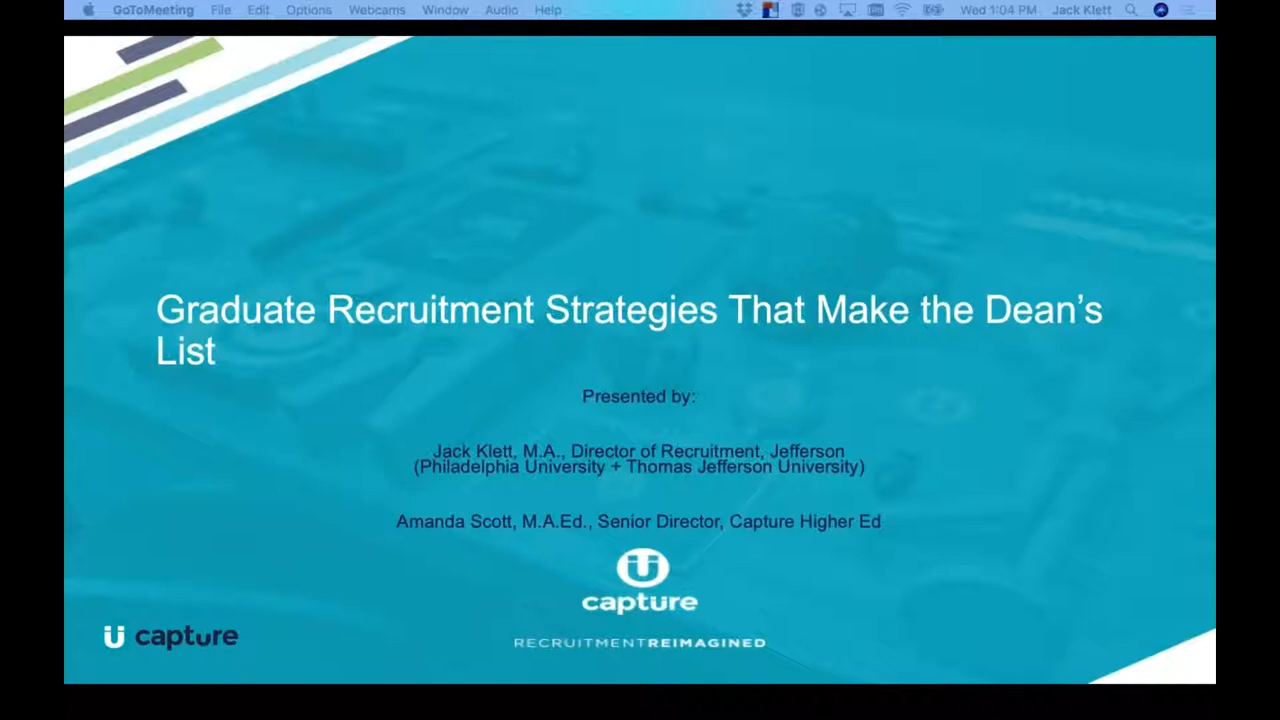 GoToMeeting File Edit Options Webcams Window Audio Help Wed 1:04 PM Jack Klett
Graduate Recruitment Strategies That Make the Dean’s
List
Presented by:
Jack Klett, M.A., Director of Recruitment, Jefferson
(Philadelphia University + Thomas Jefferson University)
Amanda Scott, M.A.Ed., Senior Director, Capture Higher Ed
capture
capture
RECRUITMENTREIMAGINED